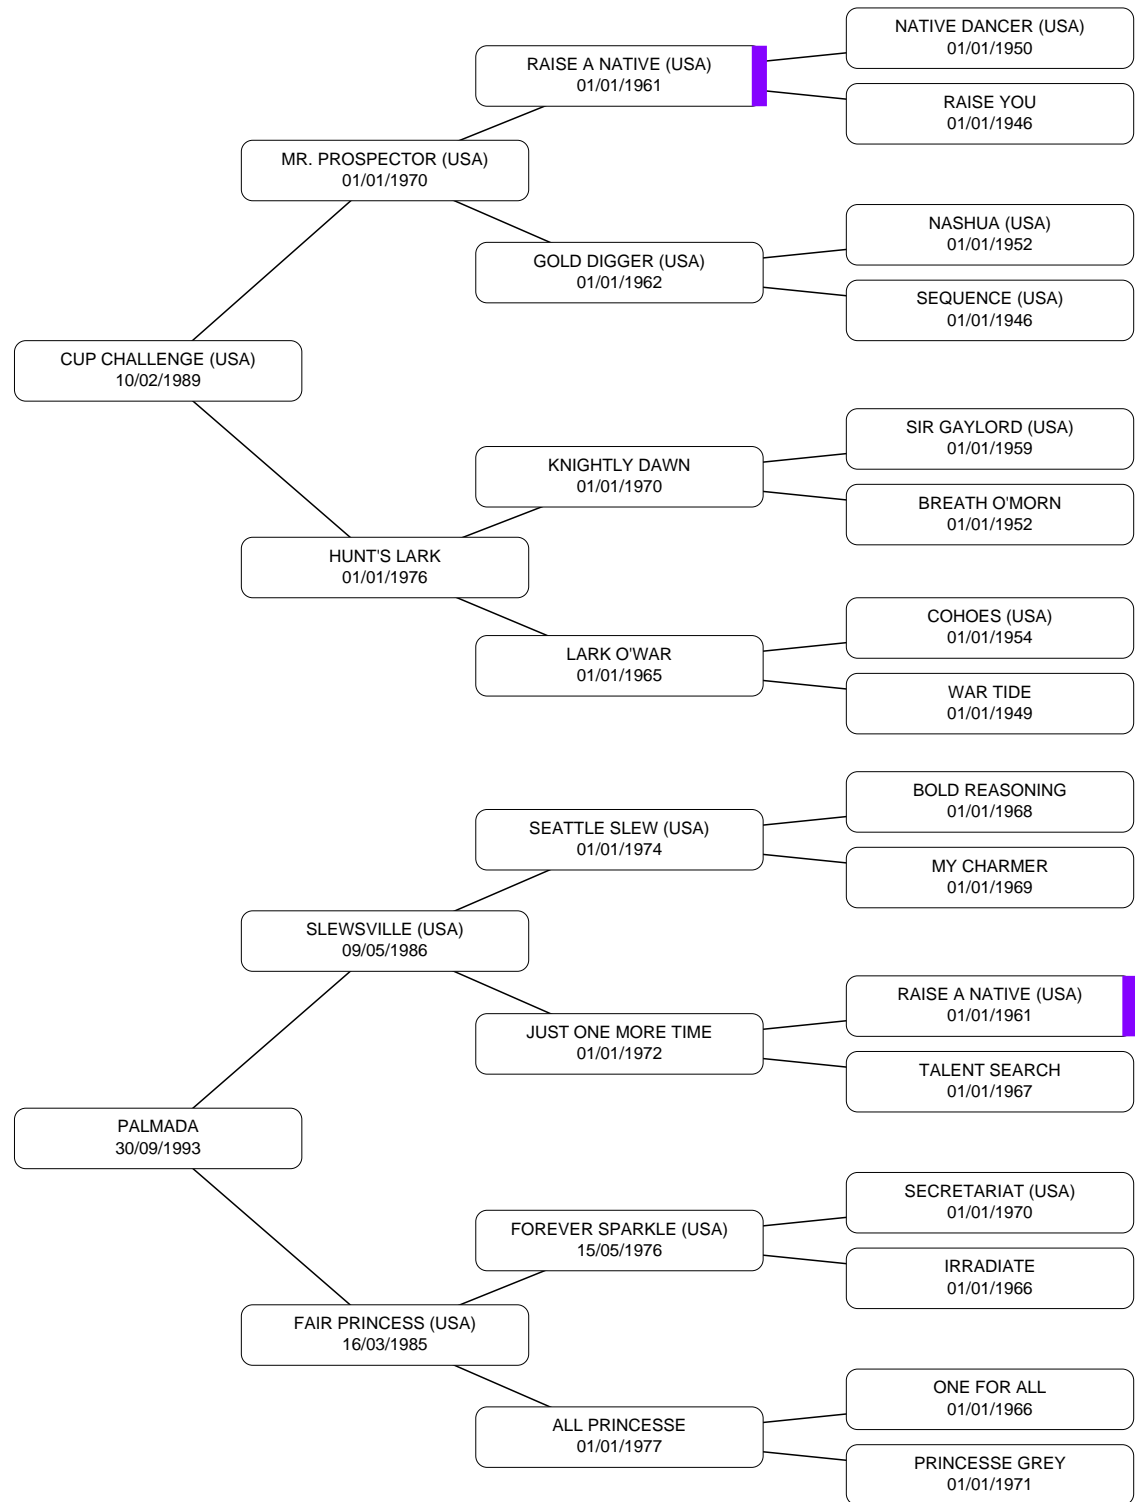 NATIVE DANCER (USA)
01/01/1950
RAISE A NATIVE (USA)
01/01/1961
RAISE YOU
01/01/1946
MR. PROSPECTOR (USA)
01/01/1970
NASHUA (USA)
01/01/1952
GOLD DIGGER (USA)
01/01/1962
SEQUENCE (USA)
01/01/1946
CUP CHALLENGE (USA)
10/02/1989
SIR GAYLORD (USA)
01/01/1959
KNIGHTLY DAWN
01/01/1970
BREATH O'MORN
01/01/1952
HUNT'S LARK
01/01/1976
COHOES (USA)
01/01/1954
LARK O'WAR
01/01/1965
WAR TIDE
01/01/1949
BOLD REASONING
01/01/1968
SEATTLE SLEW (USA)
01/01/1974
MY CHARMER
01/01/1969
SLEWSVILLE (USA)
09/05/1986
RAISE A NATIVE (USA)
01/01/1961
JUST ONE MORE TIME
01/01/1972
TALENT SEARCH
01/01/1967
PALMADA
30/09/1993
SECRETARIAT (USA)
01/01/1970
FOREVER SPARKLE (USA)
15/05/1976
IRRADIATE
01/01/1966
FAIR PRINCESS (USA)
16/03/1985
ONE FOR ALL
01/01/1966
ALL PRINCESSE
01/01/1977
PRINCESSE GREY
01/01/1971